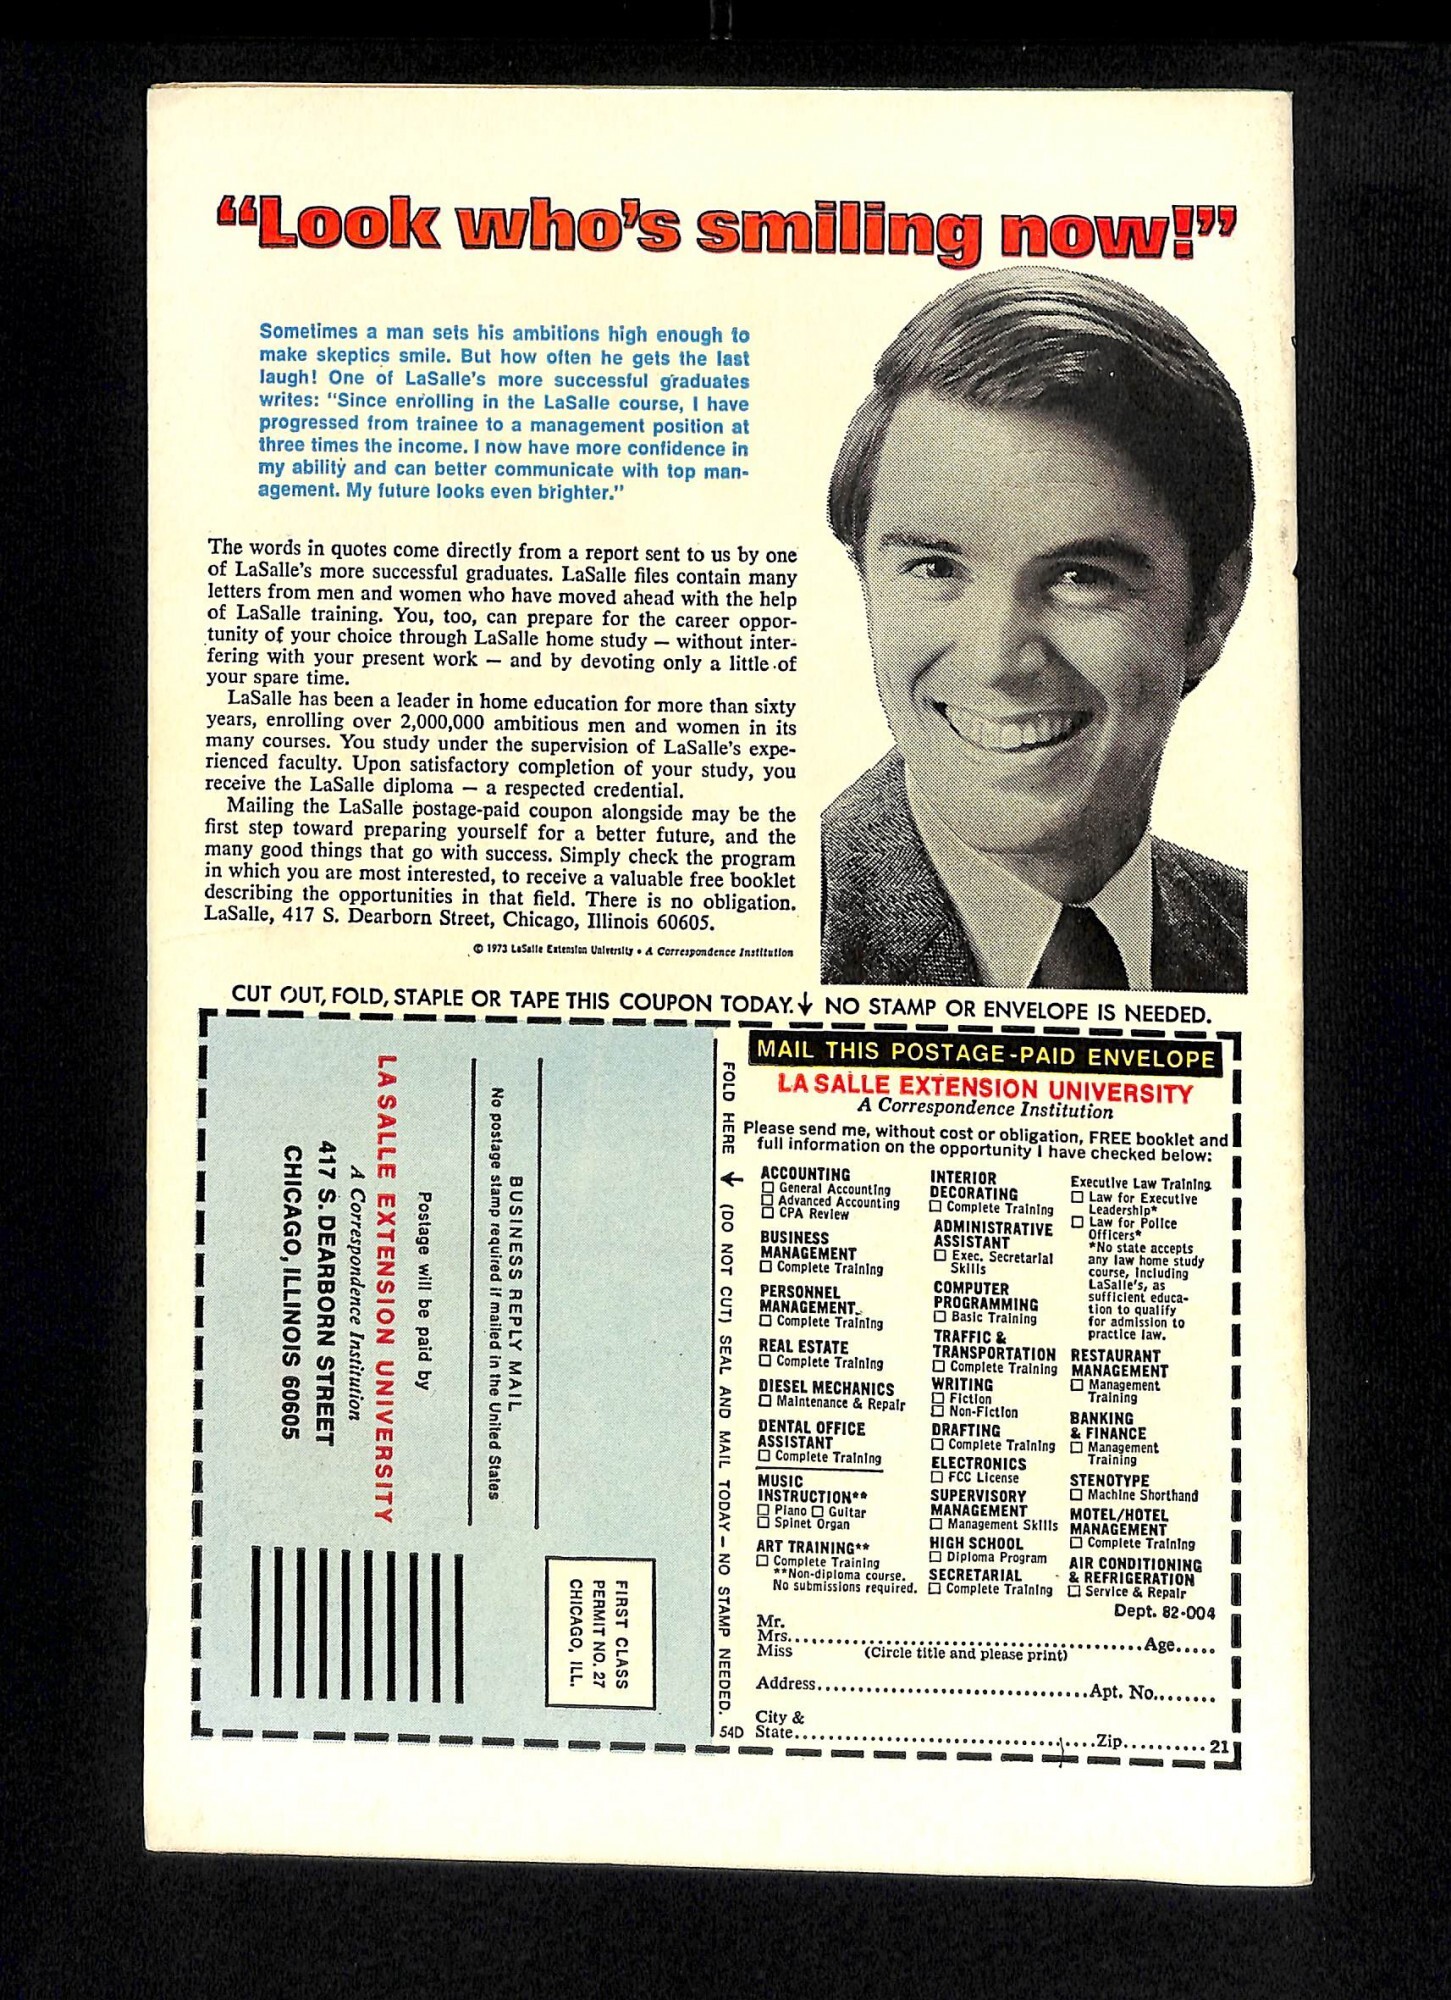 “Look who’s smiling now!”
Sometimes a man sets his ambitions high enough to
make skeptics smile. But how often he gets the last
laugh! One of LaSalle's more successful graduates
writes: "Since enrolling in the LaSalle course, I have
progressed from trainee to a management position at
three times the income. I now have more confidence in
my ability and can better communicate with top man-
agement. My future looks even brighter."
The words in quotes come directly from a report sent to us by one
of LaSalle's more successful graduates. LaSalle files contain many
letters from men and women who have moved ahead with the help
of LaSalle training. You, too, can prepare for the career oppor-
tunity of your choice through LaSalle home study — without inter-
fering with your present work — and by devoting only a little of
your spare time.
LaSalle has been a leader in home education for more than sixty
years, enrolling over 2,000,000 ambitious men and women in its
many courses. You study under the supervision of LaSalle's expe-
rienced faculty. Upon satisfactory completion of your study, you
receive the LaSalle diploma — a respected credential.
Mailing the LaSalle postage-paid coupon alongside may be the
first step toward preparing yourself for a better future, and the
many good things that go with success. Simply check the program
in which you are most interested, to receive a valuable free booklet
describing the opportunities in that field. There is no obligation.
LaSalle, 417 S. Dearborn Street, Chicago, Illinois 60605.
© 1973 LaSalle Extension University • A Correspondence Institution
CUT OUT, FOLD, STAPLE OR TAPE THIS COUPON TODAY. ↓ NO STAMP OR ENVELOPE IS NEEDED.
BUSINESS REPLY MAIL
No postage stamp required if mailed in the United States
Postage will be paid by
LA SALLE EXTENSION UNIVERSITY
A Correspondence Institution
417 S. DEARBORN STREET
CHICAGO, ILLINOIS 60605
FIRST CLASS
PERMIT NO. 27
CHICAGO, ILL.
FOLD HERE ↓ (DO NOT CUT) SEAL AND MAIL TODAY – NO STAMP NEEDED.
54D
MAIL THIS POSTAGE-PAID ENVELOPE
LA SALLE EXTENSION UNIVERSITY
A Correspondence Institution
Please send me, without cost or obligation, FREE booklet and
full information on the opportunity I have checked below:
ACCOUNTING
☐ General Accounting
☐ Advanced Accounting
☐ CPA Review
BUSINESS
MANAGEMENT
☐ Complete Training
PERSONNEL
MANAGEMENT
☐ Complete Training
REAL ESTATE
☐ Complete Training
DIESEL MECHANICS
☐ Maintenance & Repair
DENTAL OFFICE
ASSISTANT
☐ Complete Training
MUSIC
INSTRUCTION**
☐ Piano ☐ Guitar
☐ Spinet Organ
ART TRAINING**
☐ Complete Training
**Non-diploma course.
No submissions required.
INTERIOR
DECORATING
☐ Complete Training
ADMINISTRATIVE
ASSISTANT
☐ Exec. Secretarial
Skills
COMPUTER
PROGRAMMING
☐ Basic Training
TRAFFIC &
TRANSPORTATION
☐ Complete Training
WRITING
☐ Fiction
☐ Non-Fiction
DRAFTING
☐ Complete Training
ELECTRONICS
☐ FCC License
SUPERVISORY
MANAGEMENT
☐ Management Skills
HIGH SCHOOL
☐ Diploma Program
SECRETARIAL
☐ Complete Training
Executive Law Training
☐ Law for Executive
Leadership*
☐ Law for Police
Officers*
*No state accepts
any law home study
course, including
LaSalle's, as
sufficient educa-
tion to qualify
for admission to
practice law.
RESTAURANT
MANAGEMENT
☐ Management
Training
BANKING
& FINANCE
☐ Management
Training
STENOTYPE
☐ Machine Shorthand
MOTEL/HOTEL
MANAGEMENT
☐ Complete Training
AIR CONDITIONING
& REFRIGERATION
☐ Service & Repair
Dept. 82-004
Mr.
Mrs. Age
Miss (Circle title and please print)
Address Apt. No.
City &
State Zip 21